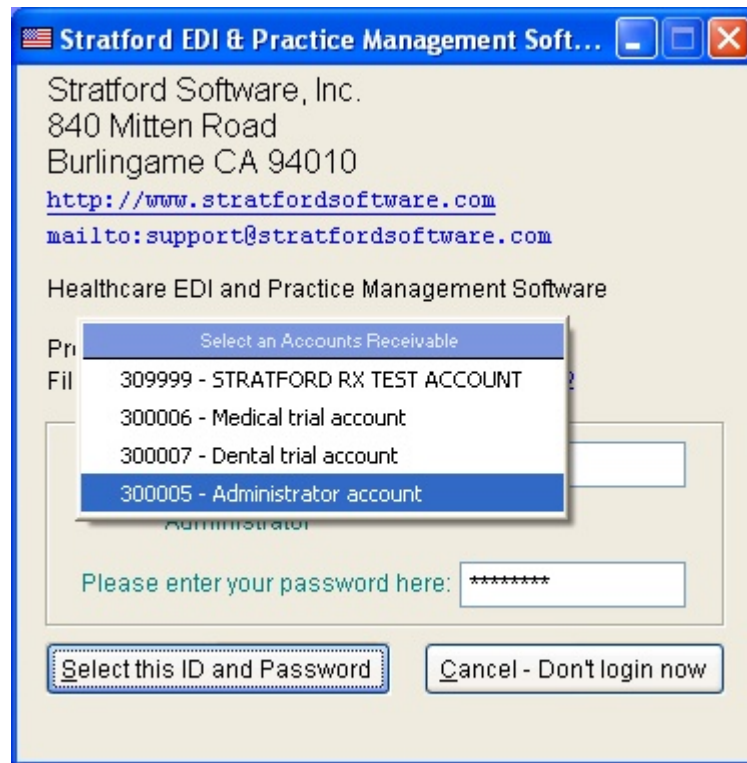 Stratford EDI & Practice Management Soft...
Stratford Software, Inc.
840 Mitten Road
Burlingame CA 94010
http://www.stratfordsoftware.com
mailto:support@stratfordsoftware.com
Healthcare EDI and Practice Management Software
Select an Accounts Receivable
309999 - STRATFORD RX TEST ACCOUNT
300006 - Medical trial account
300007 - Dental trial account
300005 - Administrator account
Administrator
Please enter your password here: ********
Select this ID and Password
Cancel - Don't login now